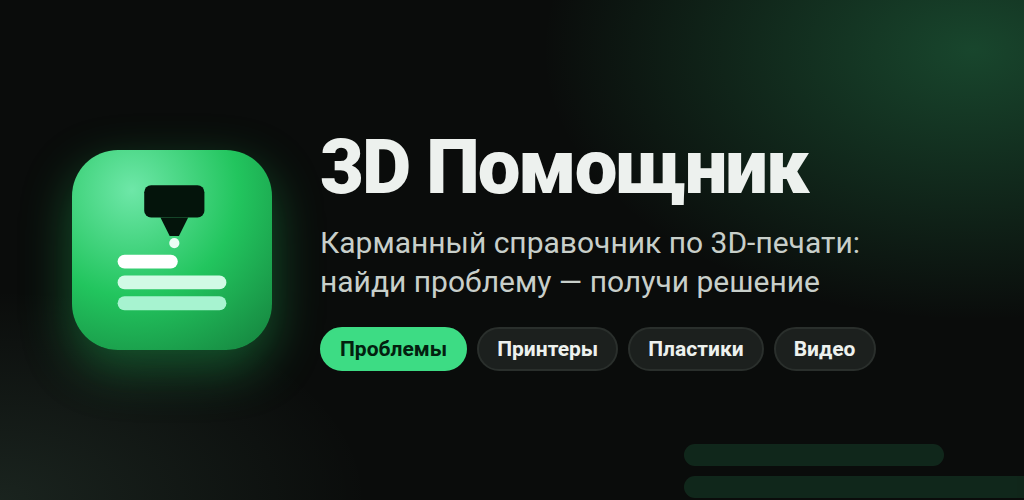 3D Помощник
Карманный справочник по 3D-печати:
найди проблему — получи решение
Проблемы Принтеры Пластики Видео